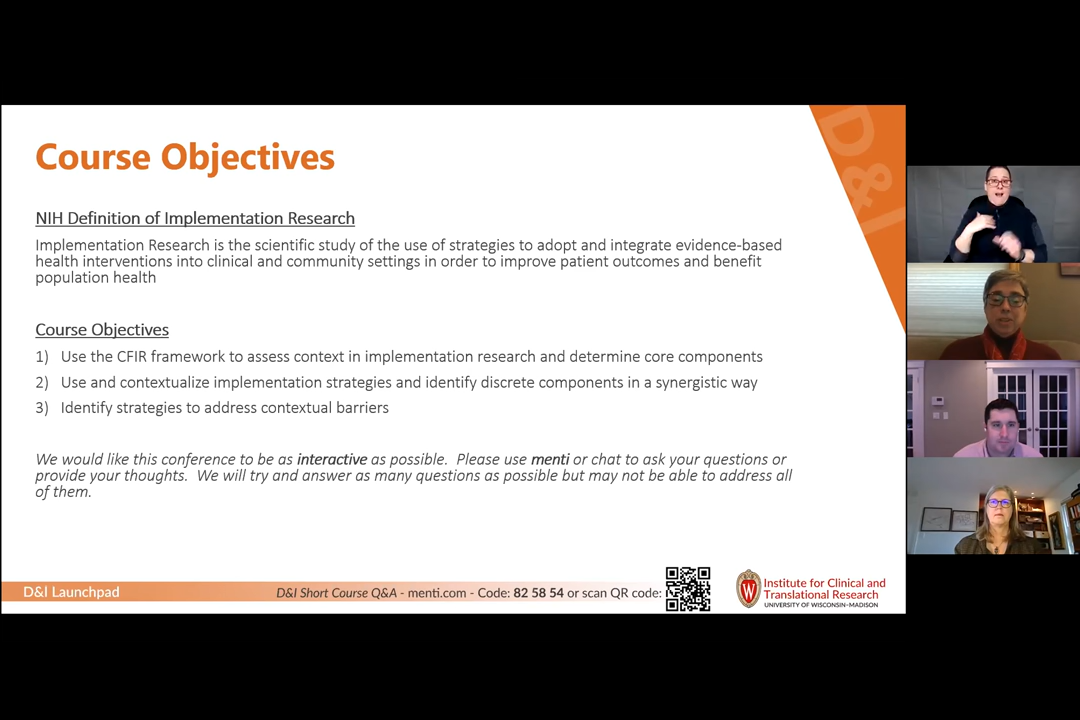 D&I
Course Objectives
NIH Definition of Implementation Research
Implementation Research is the scientific study of the use of strategies to adopt and integrate evidence-based
health interventions into clinical and community settings in order to improve patient outcomes and benefit
population health
Course Objectives
1) Use the CFIR framework to assess context in implementation research and determine core components
2) Use and contextualize implementation strategies and identify discrete components in a synergistic way
3) Identify strategies to address contextual barriers
We would like this conference to be as interactive as possible. Please use menti or chat to ask your questions or
provide your thoughts. We will try and answer as many questions as possible but may not be able to address all
of them.
D&I Launchpad
D&I Short Course Q&A - menti.com - Code: 82 58 54 or scan QR code:
W
Institute for Clinical and
Translational Research
UNIVERSITY OF WISCONSIN–MADISON